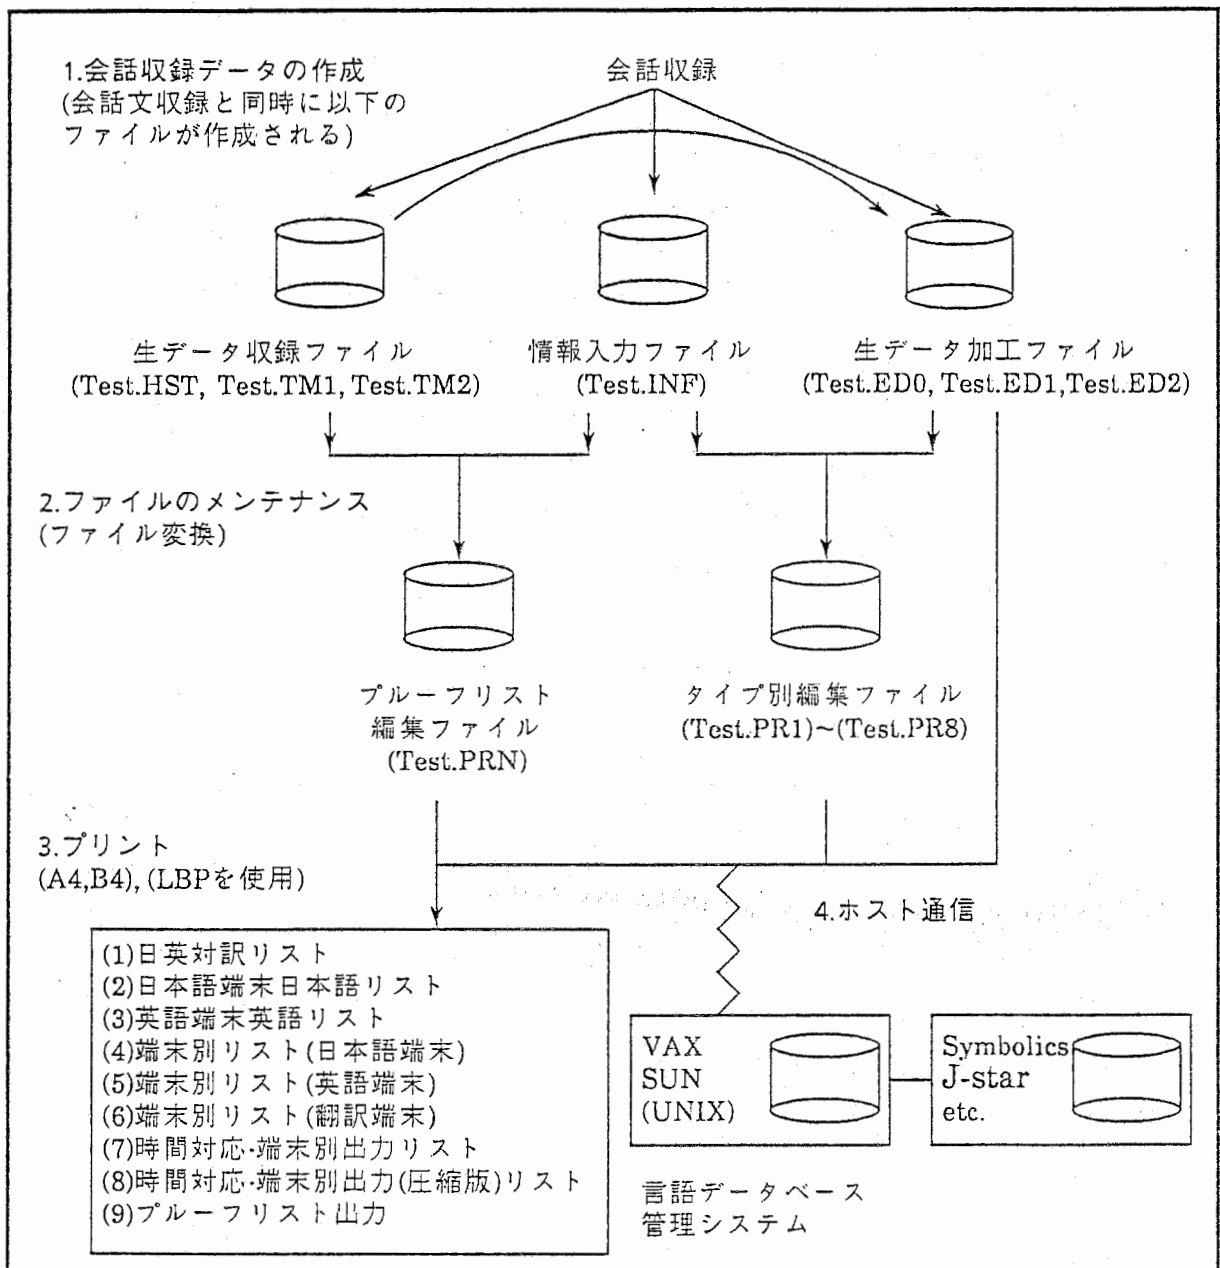 1.会話収録データの作成
(会話文収録と同時に以下の
ファイルが作成される)
会話収録
生データ収録ファイル
(Test.HST, Test.TM1, Test.TM2)
情報入力ファイル
(Test.INF)
生データ加工ファイル
(Test.ED0, Test.ED1,Test.ED2)
2.ファイルのメンテナンス
(ファイル変換)
プルーフリスト
編集ファイル
(Test.PRN)
タイプ別編集ファイル
(Test.PR1)~(Test.PR8)
3.プリント
(A4,B4), (LBPを使用)
4.ホスト通信
(1)日英対訳リスト
(2)日本語端末日本語リスト
(3)英語端末英語リスト
(4)端末別リスト(日本語端末)
(5)端末別リスト(英語端末)
(6)端末別リスト(翻訳端末)
(7)時間対応·端末別出力リスト
(8)時間対応·端末別出力(圧縮版)リスト
(9)プルーフリスト出力
VAX
SUN
(UNIX)
Symbolics
J-star
etc.
言語データベース
管理システム